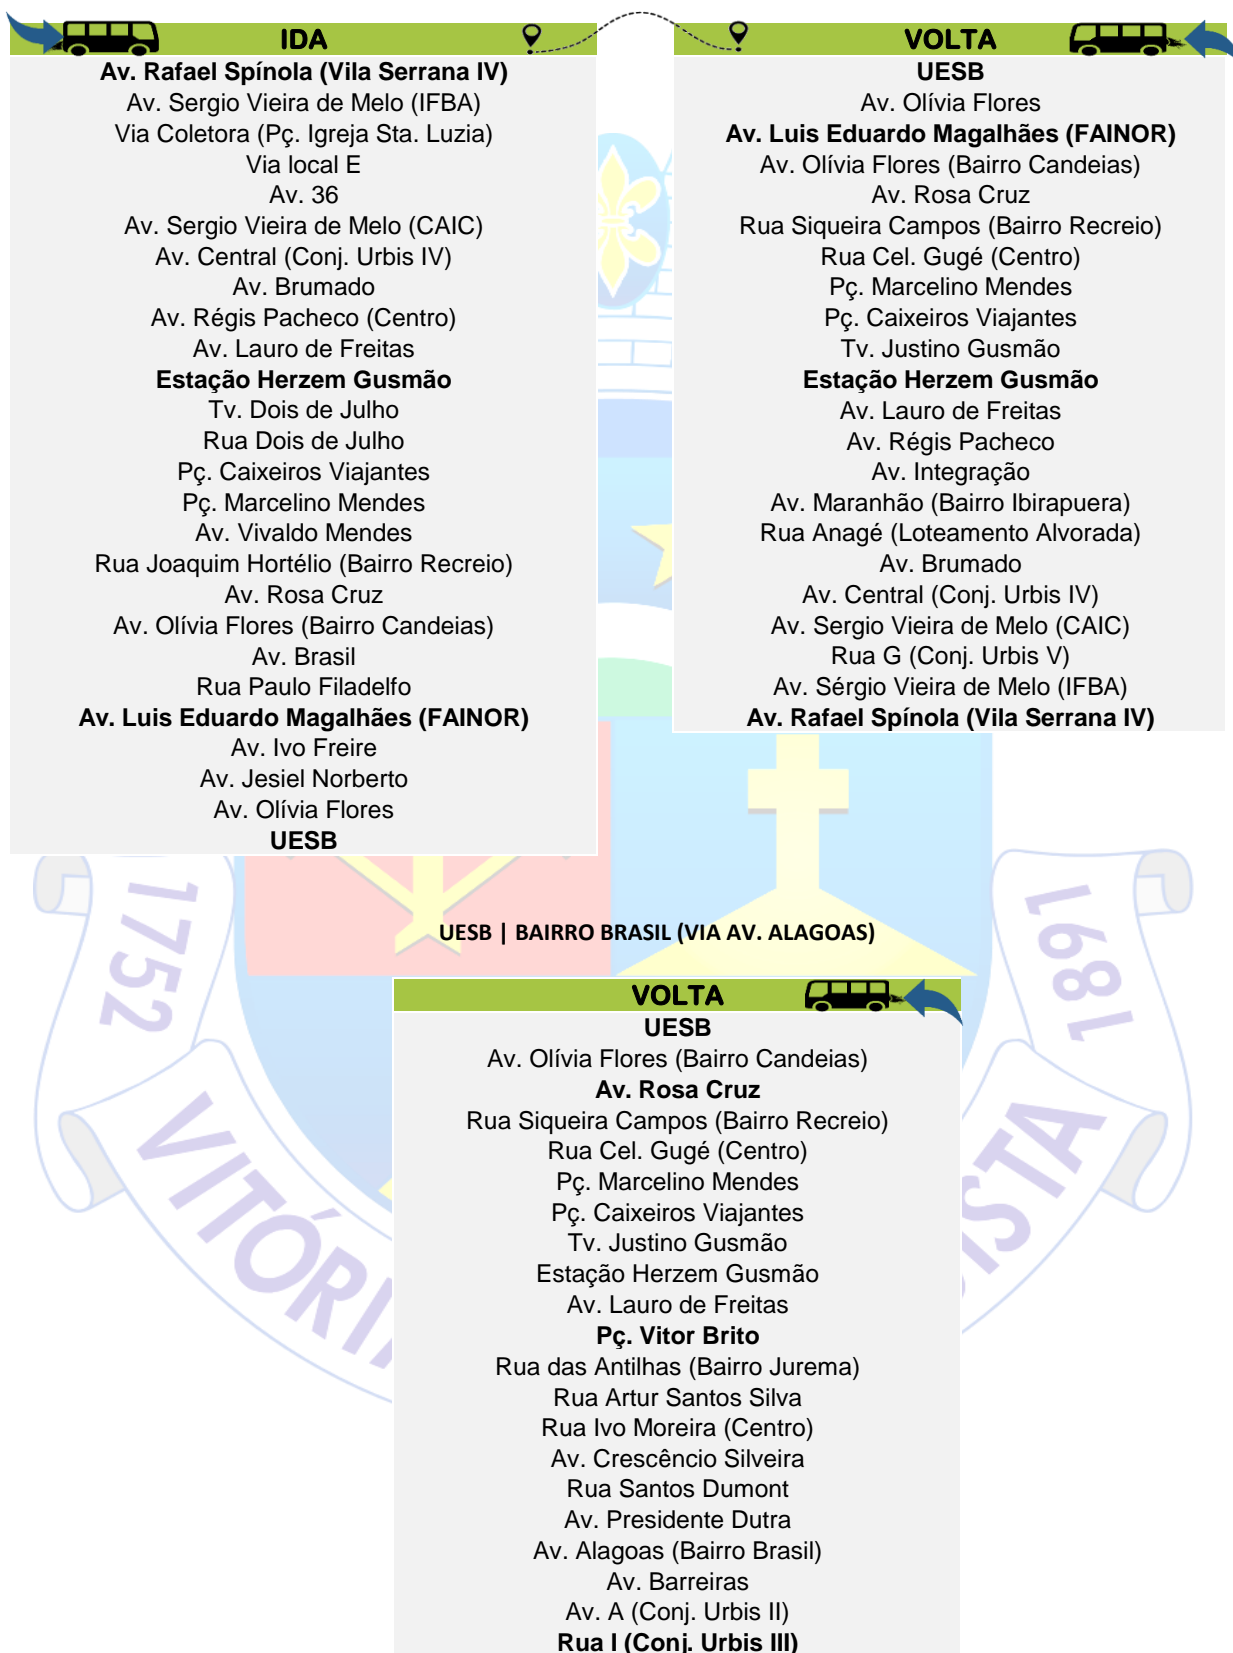 IDA
Av. Rafael Spínola (Vila Serrana IV)
Av. Sergio Vieira de Melo (IFBA)
Via Coletora (Pç. Igreja Sta. Luzia)
Via local E
Av. 36
Av. Sergio Vieira de Melo (CAIC)
Av. Central (Conj. Urbis IV)
Av. Brumado
Av. Régis Pacheco (Centro)
Av. Lauro de Freitas
Estação Herzem Gusmão
Tv. Dois de Julho
Rua Dois de Julho
Pç. Caixeiros Viajantes
Pç. Marcelino Mendes
Av. Vivaldo Mendes
Rua Joaquim Hortélio (Bairro Recreio)
Av. Rosa Cruz
Av. Olívia Flores (Bairro Candeias)
Av. Brasil
Rua Paulo Filadelfo
Av. Luis Eduardo Magalhães (FAINOR)
Av. Ivo Freire
Av. Jesiel Norberto
Av. Olívia Flores
UESB
VOLTA
UESB
Av. Olívia Flores
Av. Luis Eduardo Magalhães (FAINOR)
Av. Olívia Flores (Bairro Candeias)
Av. Rosa Cruz
Rua Siqueira Campos (Bairro Recreio)
Rua Cel. Gugé (Centro)
Pç. Marcelino Mendes
Pç. Caixeiros Viajantes
Tv. Justino Gusmão
Estação Herzem Gusmão
Av. Lauro de Freitas
Av. Régis Pacheco
Av. Integração
Av. Maranhão (Bairro Ibirapuera)
Rua Anagé (Loteamento Alvorada)
Av. Brumado
Av. Central (Conj. Urbis IV)
Av. Sergio Vieira de Melo (CAIC)
Rua G (Conj. Urbis V)
Av. Sérgio Vieira de Melo (IFBA)
Av. Rafael Spínola (Vila Serrana IV)
UESB | BAIRRO BRASIL (VIA AV. ALAGOAS)
VOLTA
UESB
Av. Olívia Flores (Bairro Candeias)
Av. Rosa Cruz
Rua Siqueira Campos (Bairro Recreio)
Rua Cel. Gugé (Centro)
Pç. Marcelino Mendes
Pç. Caixeiros Viajantes
Tv. Justino Gusmão
Estação Herzem Gusmão
Av. Lauro de Freitas
Pç. Vitor Brito
Rua das Antilhas (Bairro Jurema)
Rua Artur Santos Silva
Rua Ivo Moreira (Centro)
Av. Crescêncio Silveira
Rua Santos Dumont
Av. Presidente Dutra
Av. Alagoas (Bairro Brasil)
Av. Barreiras
Av. A (Conj. Urbis II)
Rua I (Conj. Urbis III)
1752
1891